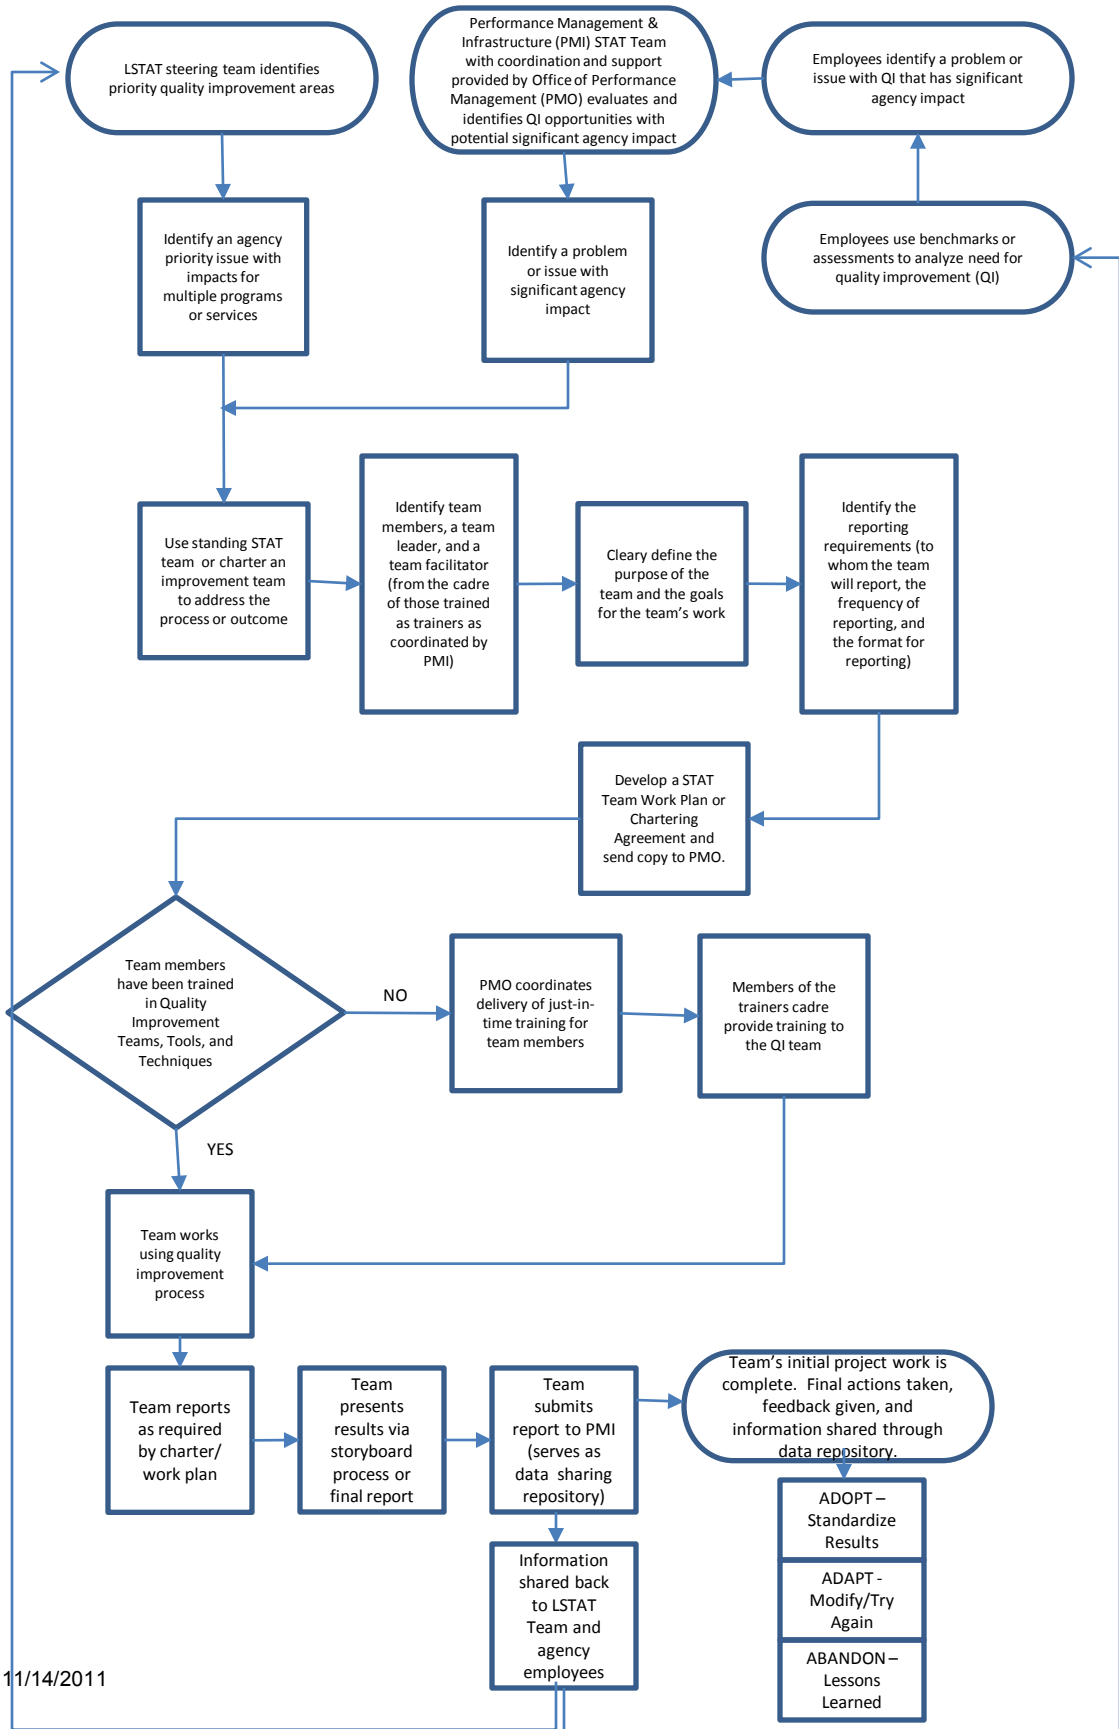 LSTAT steering team identifies
priority quality improvement areas
Performance Management &
Infrastructure (PMI) STAT Team
with coordination and support
provided by Office of Performance
Management (PMO) evaluates and
identifies QI opportunities with
potential significant agency impact
Employees identify a problem or
issue with QI that has significant
agency impact
Identify an agency
priority issue with
impacts for
multiple programs
or services
Identify a problem
or issue with
significant agency
impact
Employees use benchmarks or
assessments to analyze need for
quality improvement (QI)
Use standing STAT
team or charter an
improvement team
to address the
process or outcome
Identify team
members, a team
leader, and a
team facilitator
(from the cadre
of those trained
as trainers as
coordinated by
PMI)
Cleary define the
purpose of the
team and the goals
for the team’s work
Identify the
reporting
requirements (to
whom the team
will report, the
frequency of
reporting, and
the format for
reporting)
Develop a STAT
Team Work Plan or
Chartering
Agreement and
send copy to PMO.
Team members
have been trained
in Quality
Improvement
Teams, Tools, and
Techniques
NO
PMO coordinates
delivery of just-in-
time training for
team members
Members of the
trainers cadre
provide training to
the QI team
YES
Team works
using quality
improvement
process
Team reports
as required
by charter/
work plan
Team
presents
results via
storyboard
process or
final report
Team
submits
report to PMI
(serves as
data sharing
repository)
Team’s initial project work is
complete. Final actions taken,
feedback given, and
information shared through
data repository.
ADOPT –
Standardize
Results
ADAPT -
Modify/Try
Again
ABANDON –
Lessons
Learned
Information
shared back
to LSTAT
Team and
agency
employees
11/14/2011